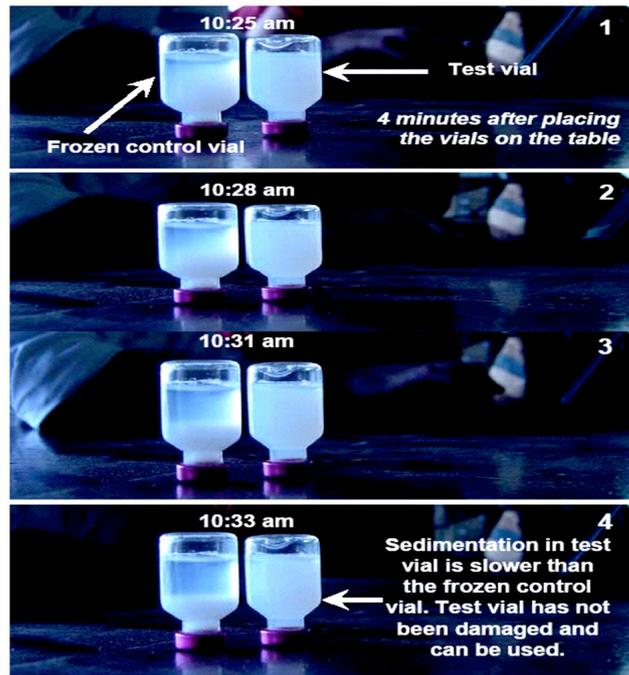 10:25 am
1
Test vial
4 minutes after placing
the vials on the table
Frozen control vial
10:28 am
2
10:31 am
3
10:33 am
4
Sedimentation in test
vial is slower than
the frozen control
vial. Test vial has not
been damaged and
can be used.